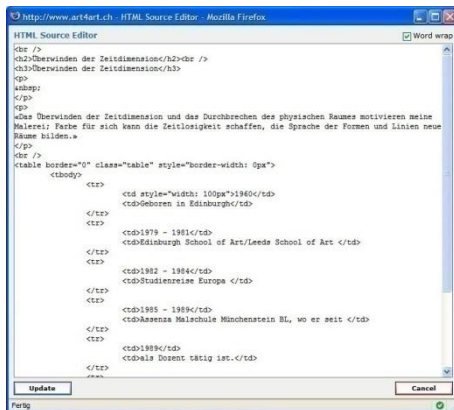 http://www.art4art.ch - HTML Source Editor - Mozilla Firefox
HTML Source Editor
Word wrap
<br />
<h2>Überwinden der Zeitdimension</h2><br />
<h3>Überwinden der Zeitdimension</h3>
<p>
&nbsp;
</p>
<p>
«Das Überwinden der Zeitdimension und das Durchbrechen des physischen Raumes motivieren meine
Malerei; Farbe für sich kann die Zeitlosigkeit schaffen, die Sprache der Formen und Linien neue
Räume bilden.»
</p>
<br />
<table border="0" class="table" style="border-width: 0px">
<tbody>
<tr>
<td style="width: 100px">1960</td>
<td>Geboren in Edinburgh</td>
</tr>
<tr>
<td>1979 - 1981</td>
<td>Edinburgh School of Art/Leeds School of Art </td>
</tr>
<tr>
<td>1982 - 1984</td>
<td>Studienreise Europa </td>
</tr>
<tr>
<td>1985 - 1989</td>
<td>Assenza Malschule Münchenstein BL, wo er seit </td>
</tr>
<tr>
<td>1989</td>
<td>als Dozent tätig ist.</td>
</tr>
<tr>
Update
Cancel
Fertig